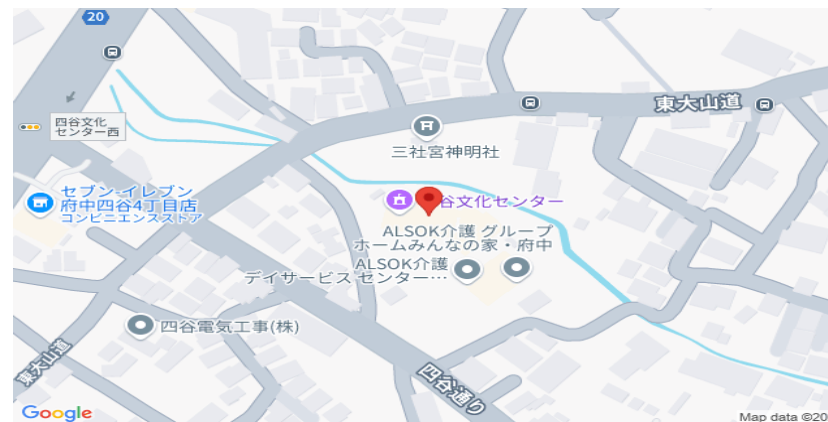 20
東大山道
四谷文化
センター西
三社宮神明社
セブン-イレブン
府中四谷4丁目店
コンビニエンスストア
谷文化センター
ALSOK介護 グループ
ホームみんなの家・府中
ALSOK介護
デイサービス センター…
四谷電気工事(株)
東大山道
四谷通り
Google
Map data ©20